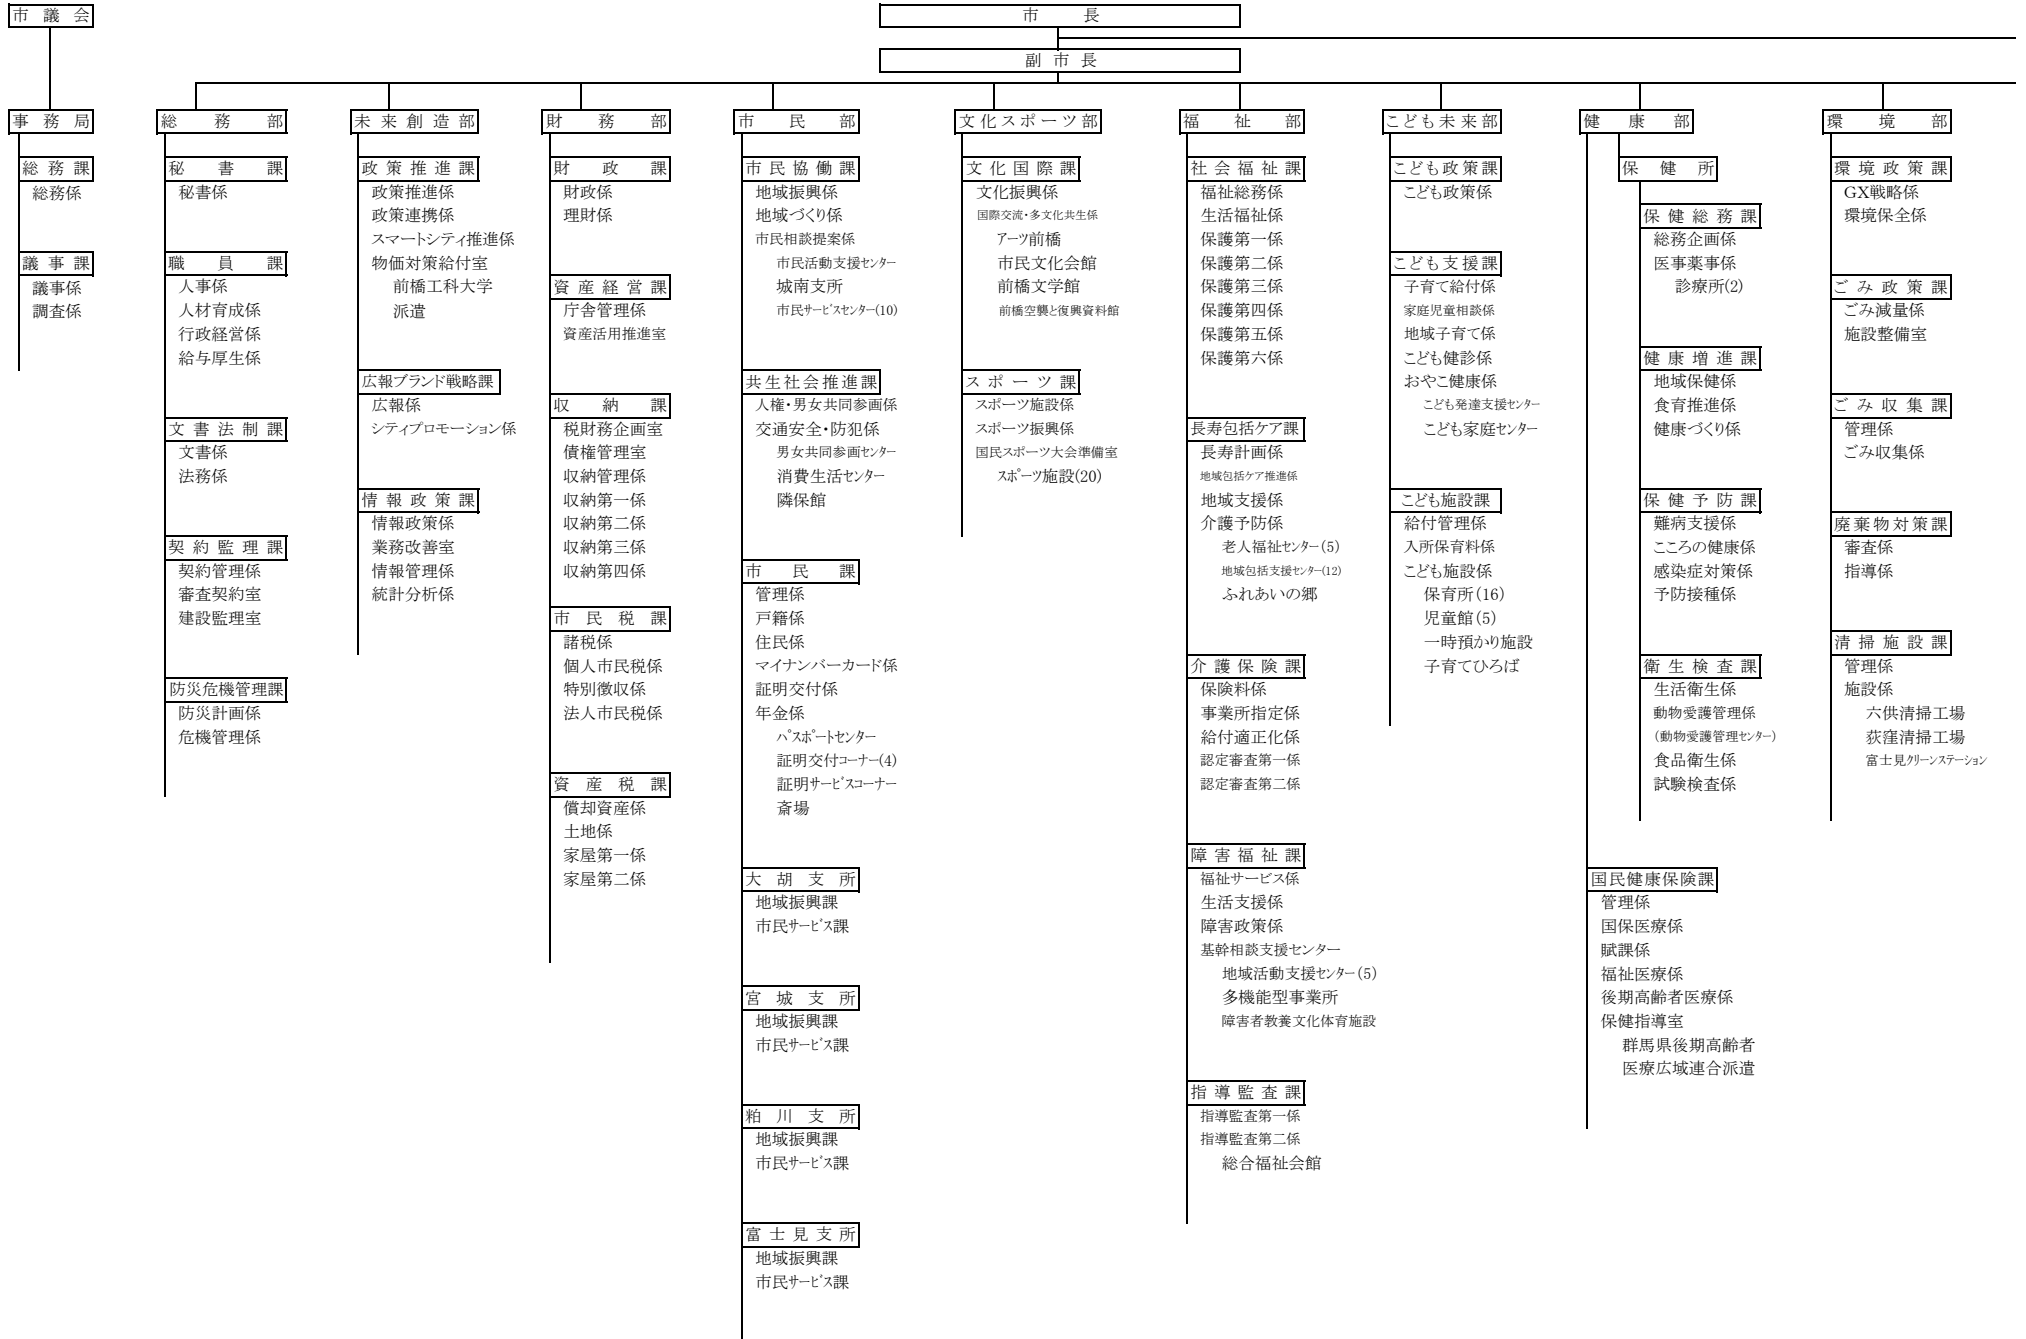 市議会
市長
副市長
事務局
総務課
総務係
議事課
議事係
調査係
総務部
秘書課
秘書係
職員課
人事係
人材育成係
行政経営係
給与厚生係
文書法制課
文書係
法務係
契約監理課
契約管理係
審査契約室
建設監理室
防災危機管理課
防災計画係
危機管理係
未来創造部
政策推進課
政策推進係
政策連携係
スマートシティ推進係
物価対策給付室
前橋工科大学
派遣
広報ブランド戦略課
広報係
シティプロモーション係
情報政策課
情報政策係
業務改善室
情報管理係
統計分析係
財務部
財政課
財政係
理財係
資産経営課
庁舎管理係
資産活用推進室
収納課
税財務企画室
債権管理室
収納管理係
収納第一係
収納第二係
収納第三係
収納第四係
市民税課
諸税係
個人市民税係
特別徴収係
法人市民税係
資産税課
償却資産係
土地係
家屋第一係
家屋第二係
市民部
市民協働課
地域振興係
地域づくり係
市民相談提案係
市民活動支援センター
城南支所
市民サービスセンター(10)
共生社会推進課
人権・男女共同参画係
交通安全・防犯係
男女共同参画センター
消費生活センター
隣保館
市民課
管理係
戸籍係
住民係
マイナンバーカード係
証明交付係
年金係
パスポートセンター
証明交付コーナー(4)
証明サービスコーナー
斎場
大胡支所
地域振興課
市民サービス課
宮城支所
地域振興課
市民サービス課
粕川支所
地域振興課
市民サービス課
富士見支所
地域振興課
市民サービス課
文化スポーツ部
文化国際課
文化振興係
国際交流・多文化共生係
アーツ前橋
市民文化会館
前橋文学館
前橋空襲と復興資料館
スポーツ課
スポーツ施設係
スポーツ振興係
国民スポーツ大会準備室
スポーツ施設(20)
福祉部
社会福祉課
福祉総務係
生活福祉係
保護第一係
保護第二係
保護第三係
保護第四係
保護第五係
保護第六係
長寿包括ケア課
長寿計画係
地域包括ケア推進係
地域支援係
介護予防係
老人福祉センター(5)
地域包括支援センター(12)
ふれあいの郷
介護保険課
保険料係
事業所指定係
給付適正化係
認定審査第一係
認定審査第二係
障害福祉課
福祉サービス係
生活支援係
障害政策係
基幹相談支援センター
地域活動支援センター(5)
多機能型事業所
障害者教養文化体育施設
指導監査課
指導監査第一係
指導監査第二係
総合福祉会館
こども未来部
こども政策課
こども政策係
こども支援課
子育て給付係
家庭児童相談係
地域子育て係
こども健診係
おやこ健康係
こども発達支援センター
こども家庭センター
こども施設課
給付管理係
入所保育料係
こども施設係
保育所(16)
児童館(5)
一時預かり施設
子育てひろば
健康部
保健所
保健総務課
総務企画係
医事薬事係
診療所(2)
健康増進課
地域保健係
食育推進係
健康づくり係
保健予防課
難病支援係
こころの健康係
感染症対策係
予防接種係
衛生検査課
生活衛生係
動物愛護管理係
(動物愛護管理センター)
食品衛生係
試験検査係
国民健康保険課
管理係
国保医療係
賦課係
福祉医療係
後期高齢者医療係
保健指導室
群馬県後期高齢者
医療広域連合派遣
環境部
環境政策課
GX戦略係
環境保全係
ごみ政策課
ごみ減量係
施設整備室
ごみ収集課
管理係
ごみ収集係
廃棄物対策課
審査係
指導係
清掃施設課
管理係
施設係
六供清掃工場
荻窪清掃工場
富士見クリーンステーション